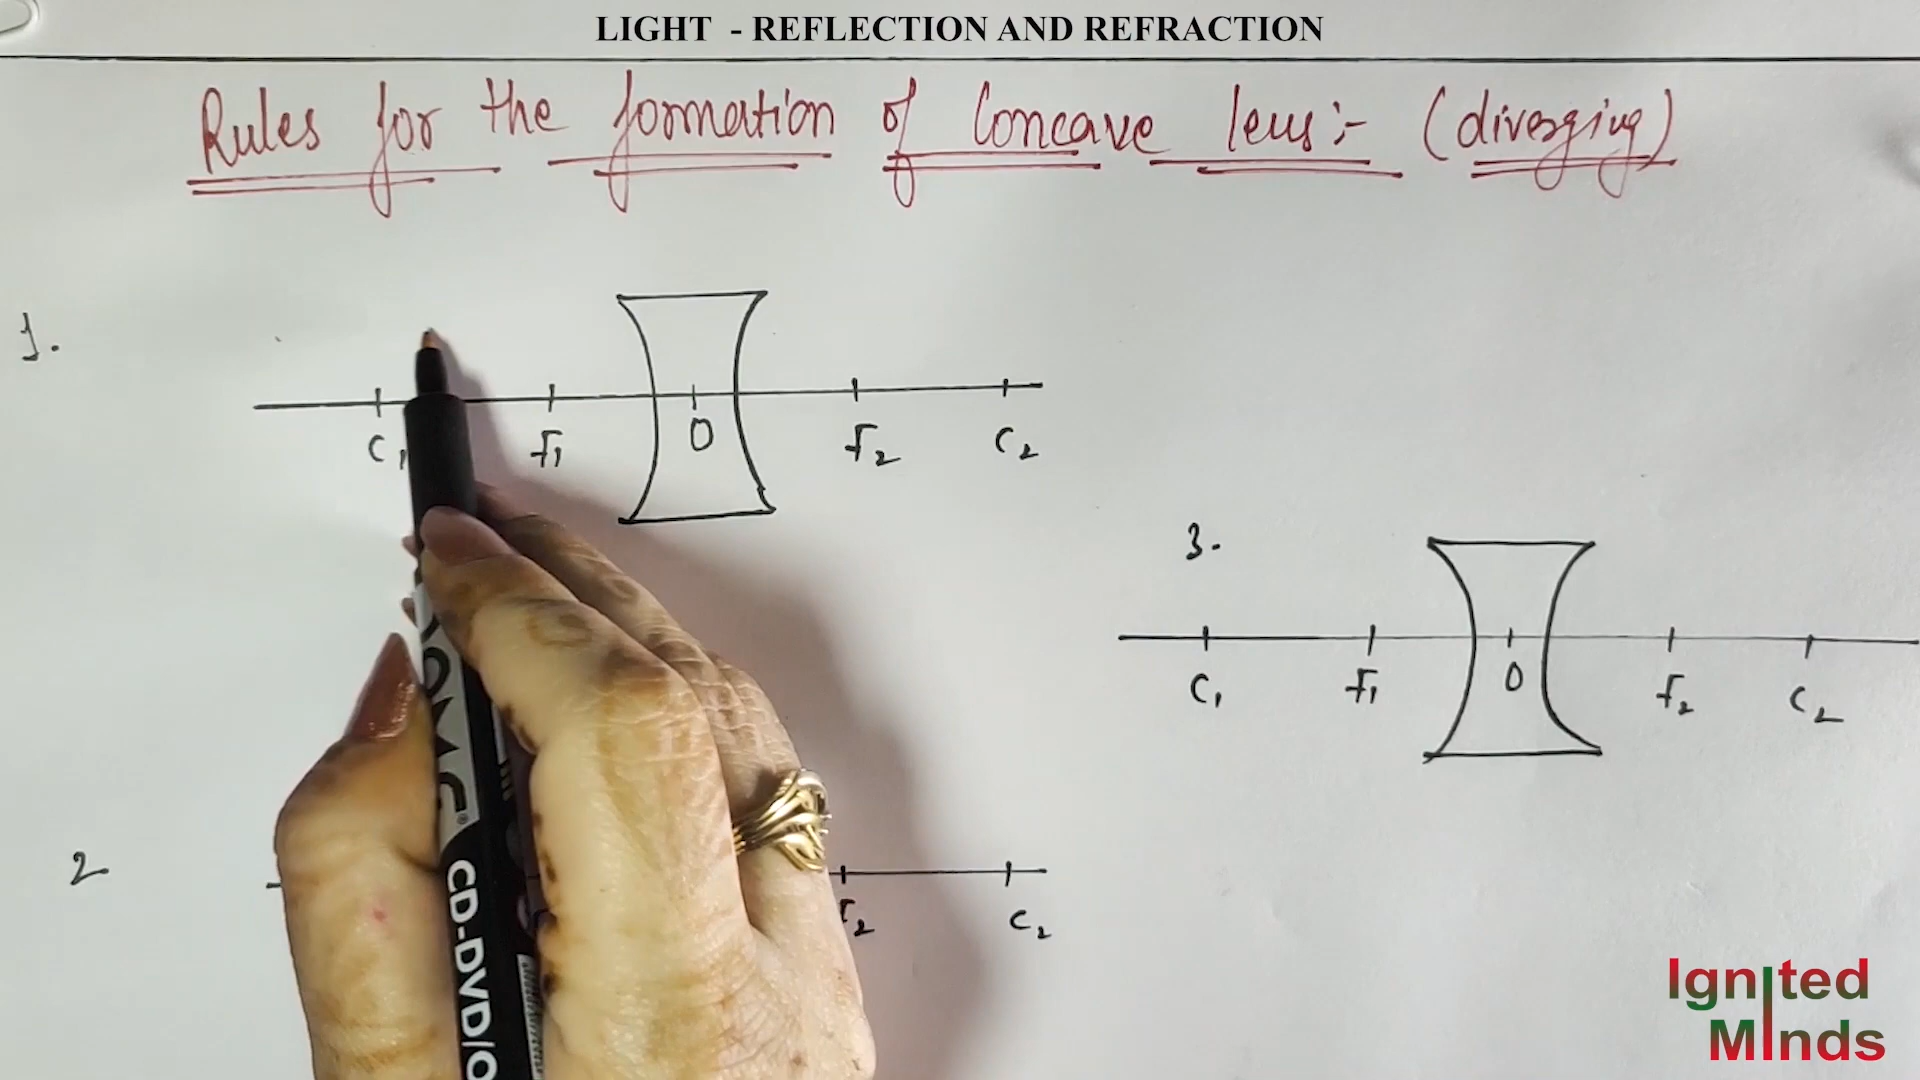 LIGHT - REFLECTION AND REFRACTION
Rules for the formation of Concave lens:- (diverging)
1.
C1 F1 O F2 C2
3.
C1 F1 O F2 C2
2
F2 C2
DOMS®
CD-DVD/O
Ignited
Minds